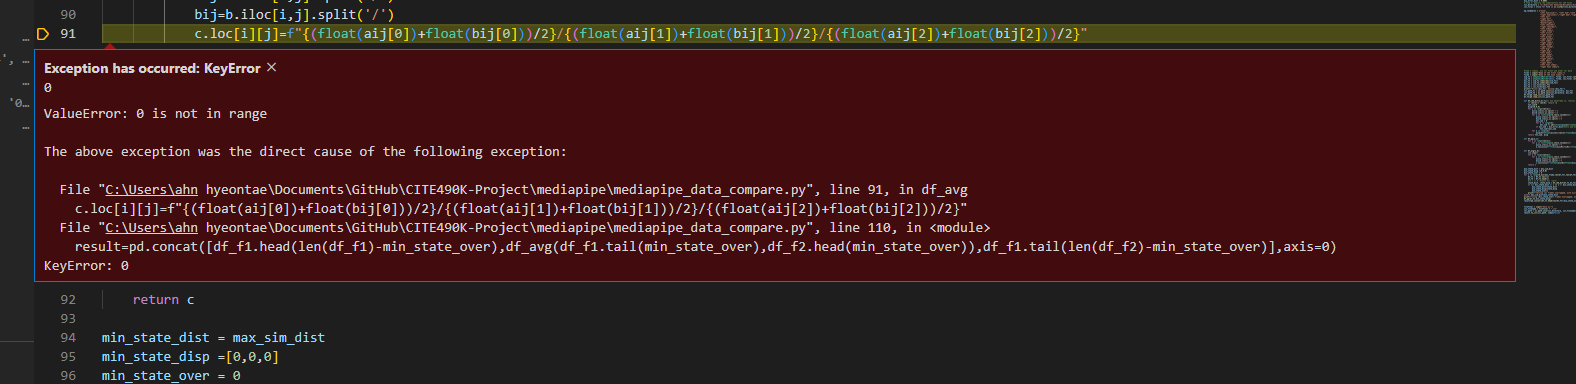 90 bij=b.iloc[i,j].split('/')
91 c.loc[i][j]=f"{(float(aij[0])+float(bij[0]))/2}/{(float(aij[1])+float(bij[1]))/2}/{(float(aij[2])+float(bij[2]))/2}"
Exception has occurred: KeyError ×
0
ValueError: 0 is not in range
The above exception was the direct cause of the following exception:
File "C:\Users\ahn hyeontae\Documents\GitHub\CITE490K-Project\mediapipe\mediapipe_data_compare.py", line 91, in df_avg
c.loc[i][j]=f"{(float(aij[0])+float(bij[0]))/2}/{(float(aij[1])+float(bij[1]))/2}/{(float(aij[2])+float(bij[2]))/2}"
File "C:\Users\ahn hyeontae\Documents\GitHub\CITE490K-Project\mediapipe\mediapipe_data_compare.py", line 110, in <module>
result=pd.concat([df_f1.head(len(df_f1)-min_state_over),df_avg(df_f1.tail(min_state_over),df_f2.head(min_state_over)),df_f1.tail(len(df_f2)-min_state_over)],axis=0)
KeyError: 0
92 return c
93
94 min_state_dist = max_sim_dist
95 min_state_disp =[0,0,0]
96 min_state_over = 0
…
', …
…
'0…
…